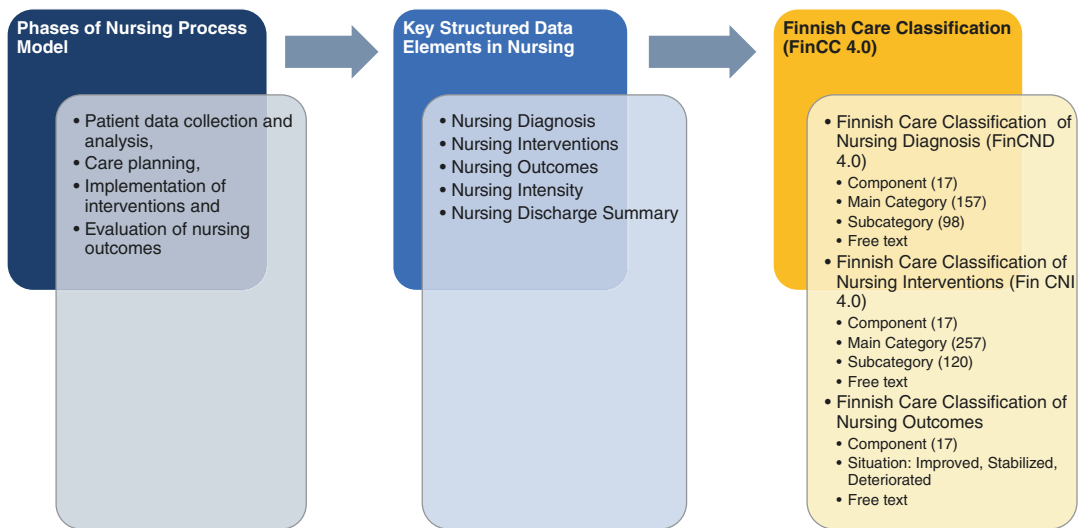 Phases of Nursing Process
Model
• Patient data collection and
analysis,
• Care planning,
• Implementation of
interventions and
• Evaluation of nursing
outcomes
Key Structured Data
Elements in Nursing
• Nursing Diagnosis
• Nursing Interventions
• Nursing Outcomes
• Nursing Intensity
• Nursing Discharge Summary
Finnish Care Classification
(FinCC 4.0)
• Finnish Care Classification of
Nursing Diagnosis (FinCND
4.0)
• Component (17)
• Main Category (157)
• Subcategory (98)
• Free text
• Finnish Care Classification of
Nursing Interventions (Fin CNI
4.0)
• Component (17)
• Main Category (257)
• Subcategory (120)
• Free text
• Finnish Care Classification of
Nursing Outcomes
• Component (17)
• Situation: Improved, Stabilized,
Deteriorated
• Free text